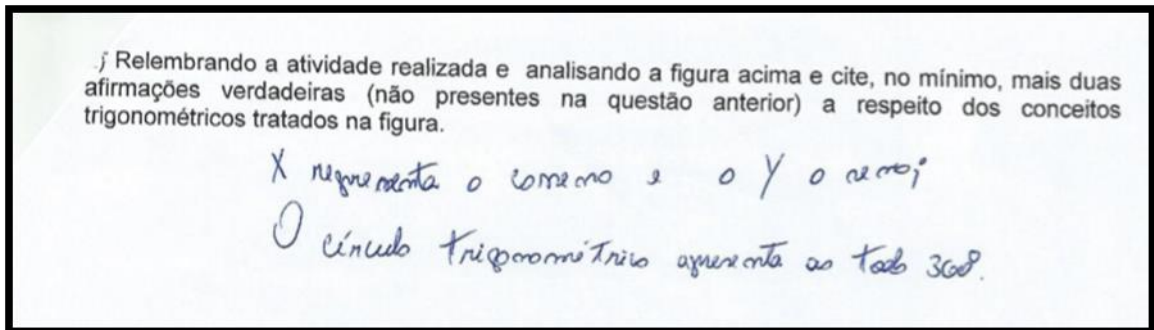 j Relembrando a atividade realizada e analisando a figura acima e cite, no mínimo, mais duas
afirmações verdadeiras (não presentes na questão anterior) a respeito dos conceitos
trigonométricos tratados na figura.
X representa o cosseno e o Y o seno;
O círculo trigonométrico apresenta ao todo 360º.